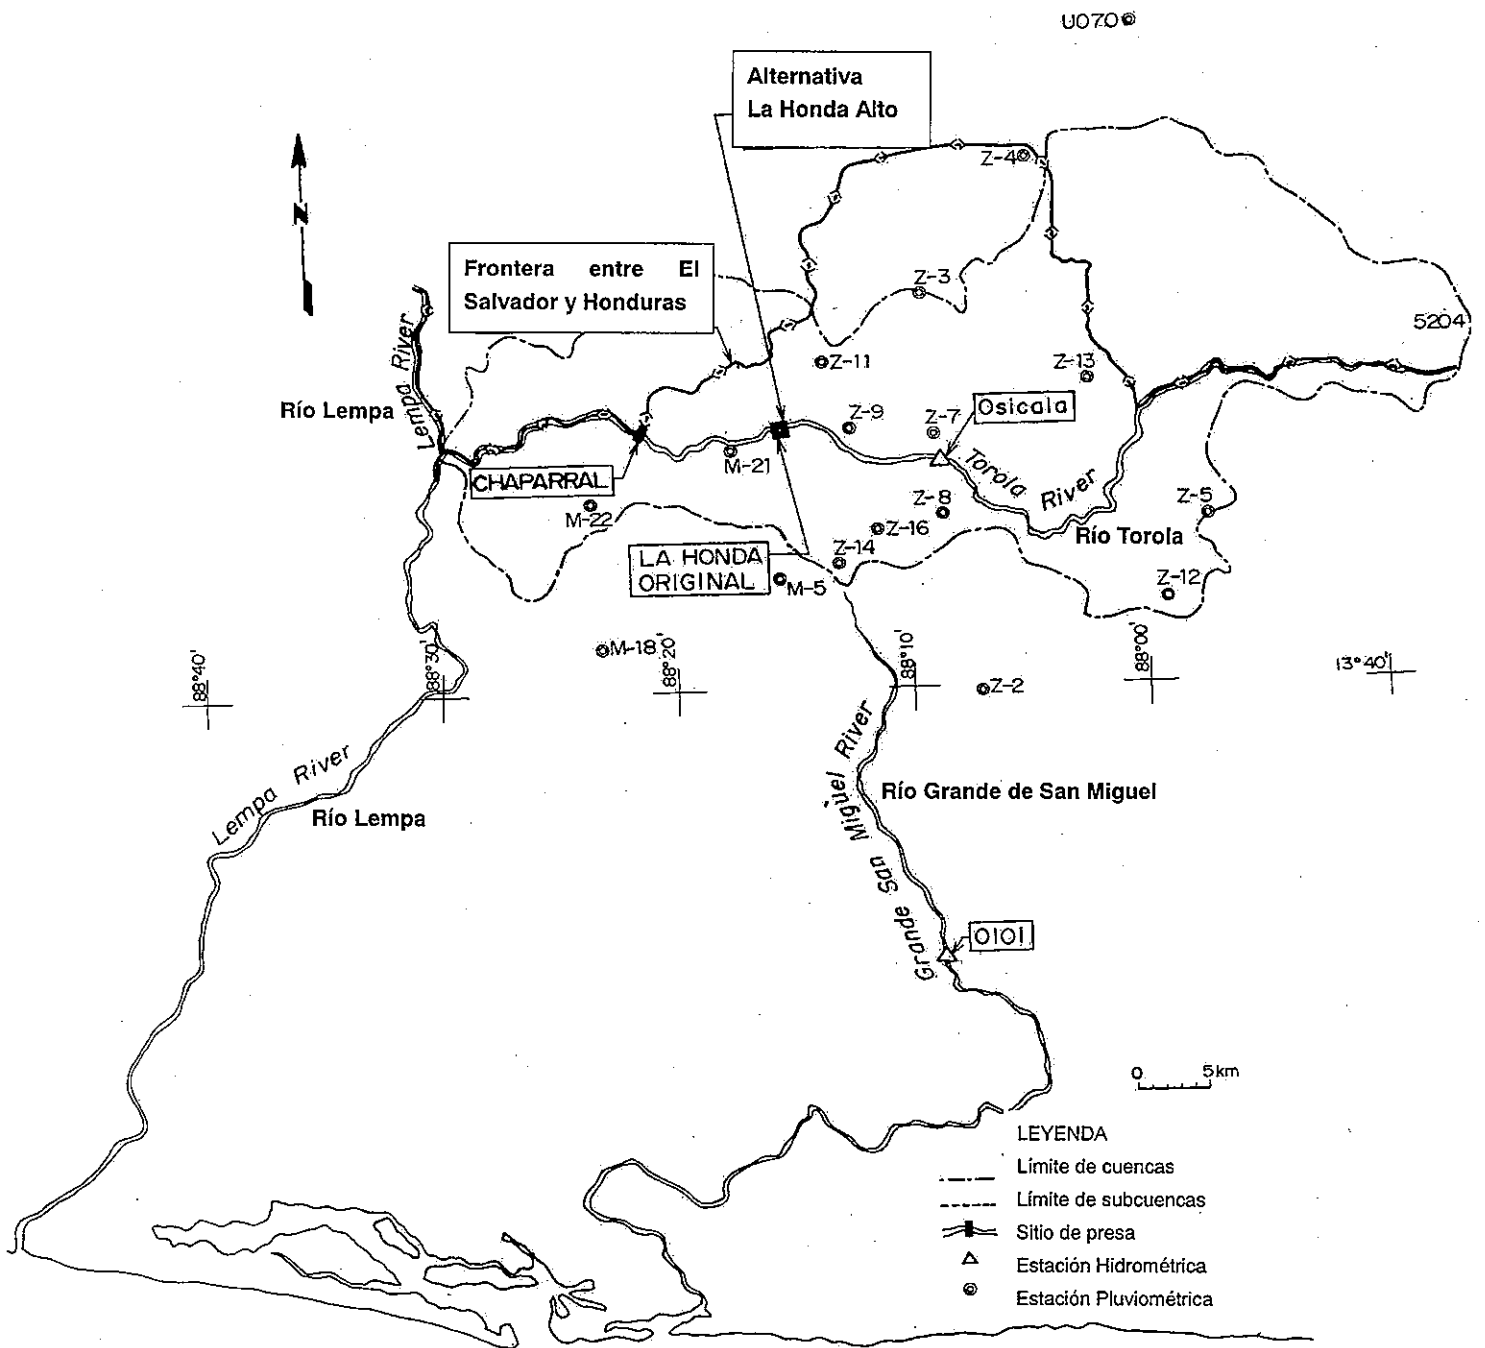 U070
Alternativa
La Honda Alto
Z-4
N
Frontera entre El
Salvador y Honduras
Z-3
5204
Lempa River
Z-11
Z-13
Río Lempa
Z-9
Z-7
Osicala
M-21
Torola River
CHAPARRAL
M-22
Z-8
Z-5
Z-16
Río Torola
LA HONDA
ORIGINAL
Z-14
M-5
Z-12
M-18
88°40'
88°30'
88°20'
88°10'
88°00'
13°40'
Z-2
Lempa River
Río Lempa
Grande San Miguel River
Río Grande de San Miguel
0101
0 5km
LEYENDA
Límite de cuencas
Límite de subcuencas
Sitio de presa
Estación Hidrométrica
Estación Pluviométrica